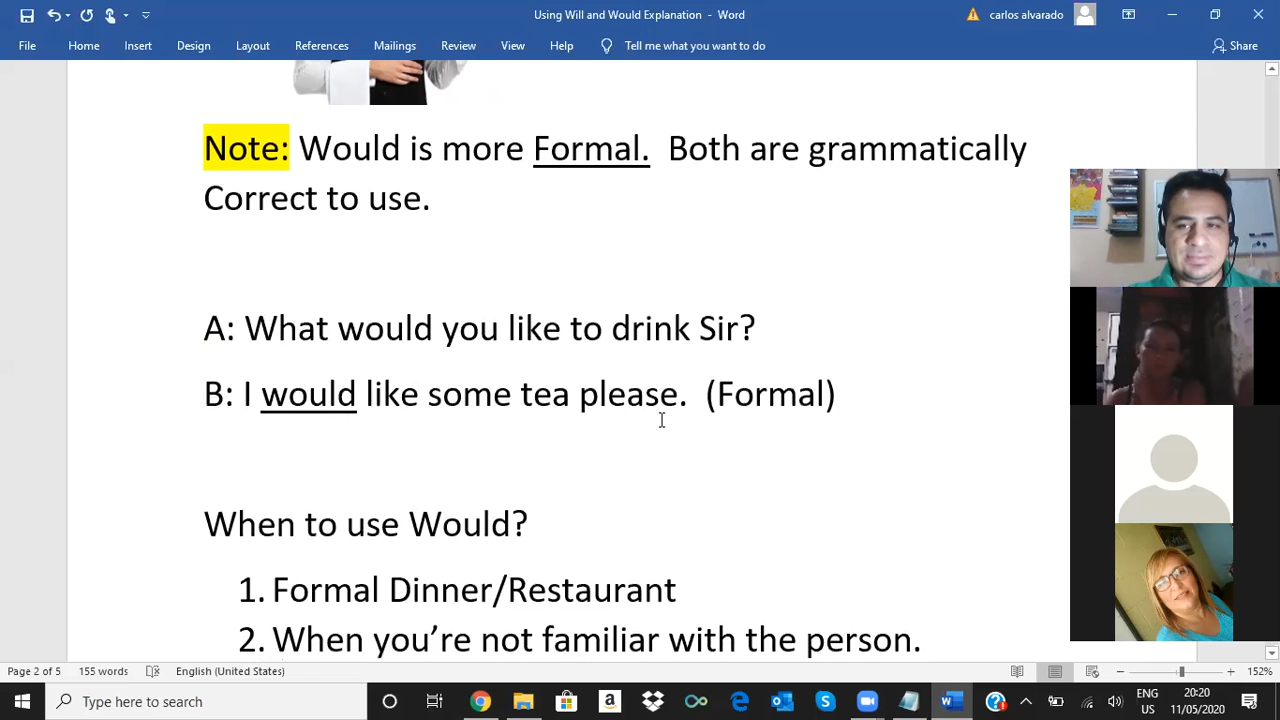 Using Will and Would Explanation - Word
carlos alvarado
File Home Insert Design Layout References Mailings Review View Help Tell me what you want to do Share
Note: Would is more Formal. Both are grammatically
Correct to use.
A: What would you like to drink Sir?
B: I would like some tea please. (Formal)
When to use Would?
1. Formal Dinner/Restaurant
2. When you’re not familiar with the person.
Page 2 of 5 155 words English (United States) 152%
Type here to search
ENG 20:20
US 11/05/2020